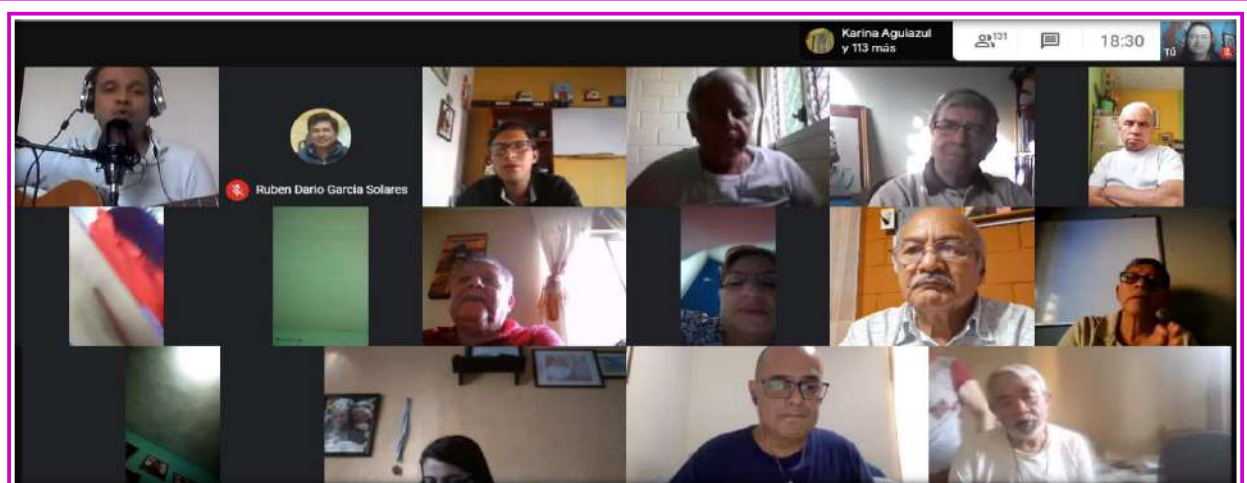 Karina Aguiazul
y 113 más
131
18:30
TÚ
Ruben Dario Garcia Solares